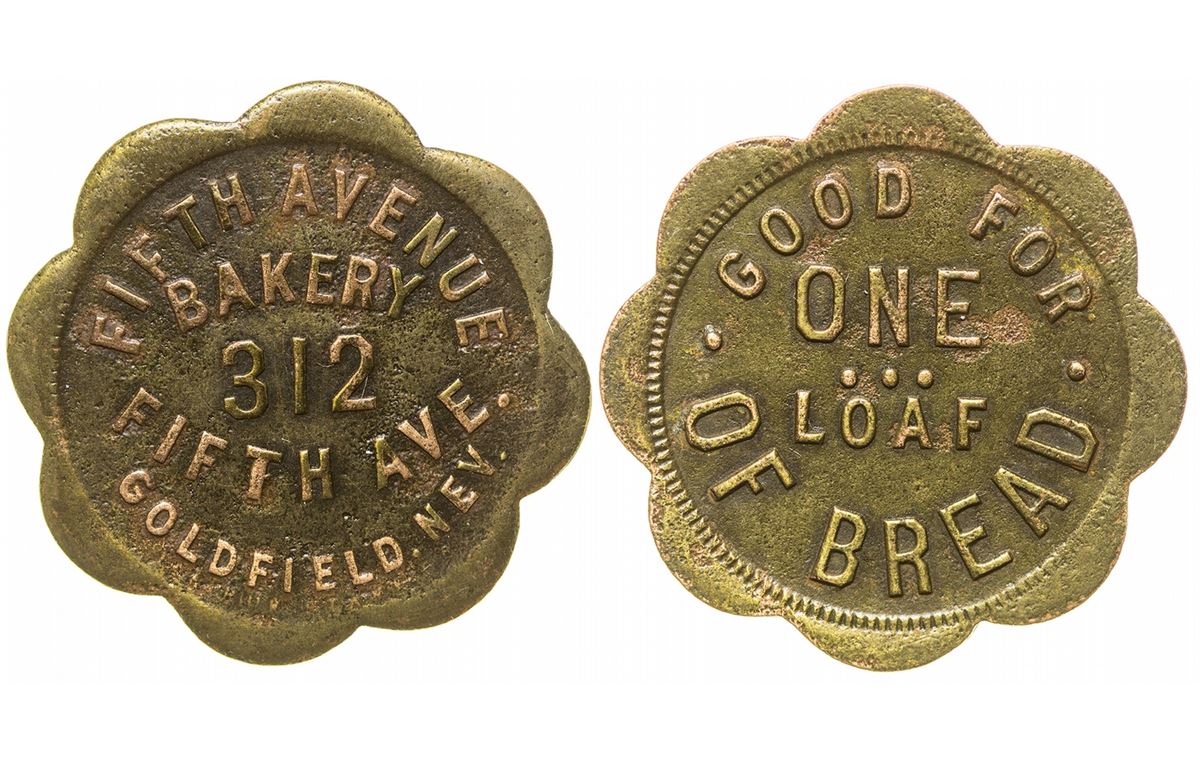 FIFTH AVENUE
BAKERY
312
FIFTH AVE.
GOLDFIELD. NEV.
GOOD FOR
ONE
LOAF
OF BREAD